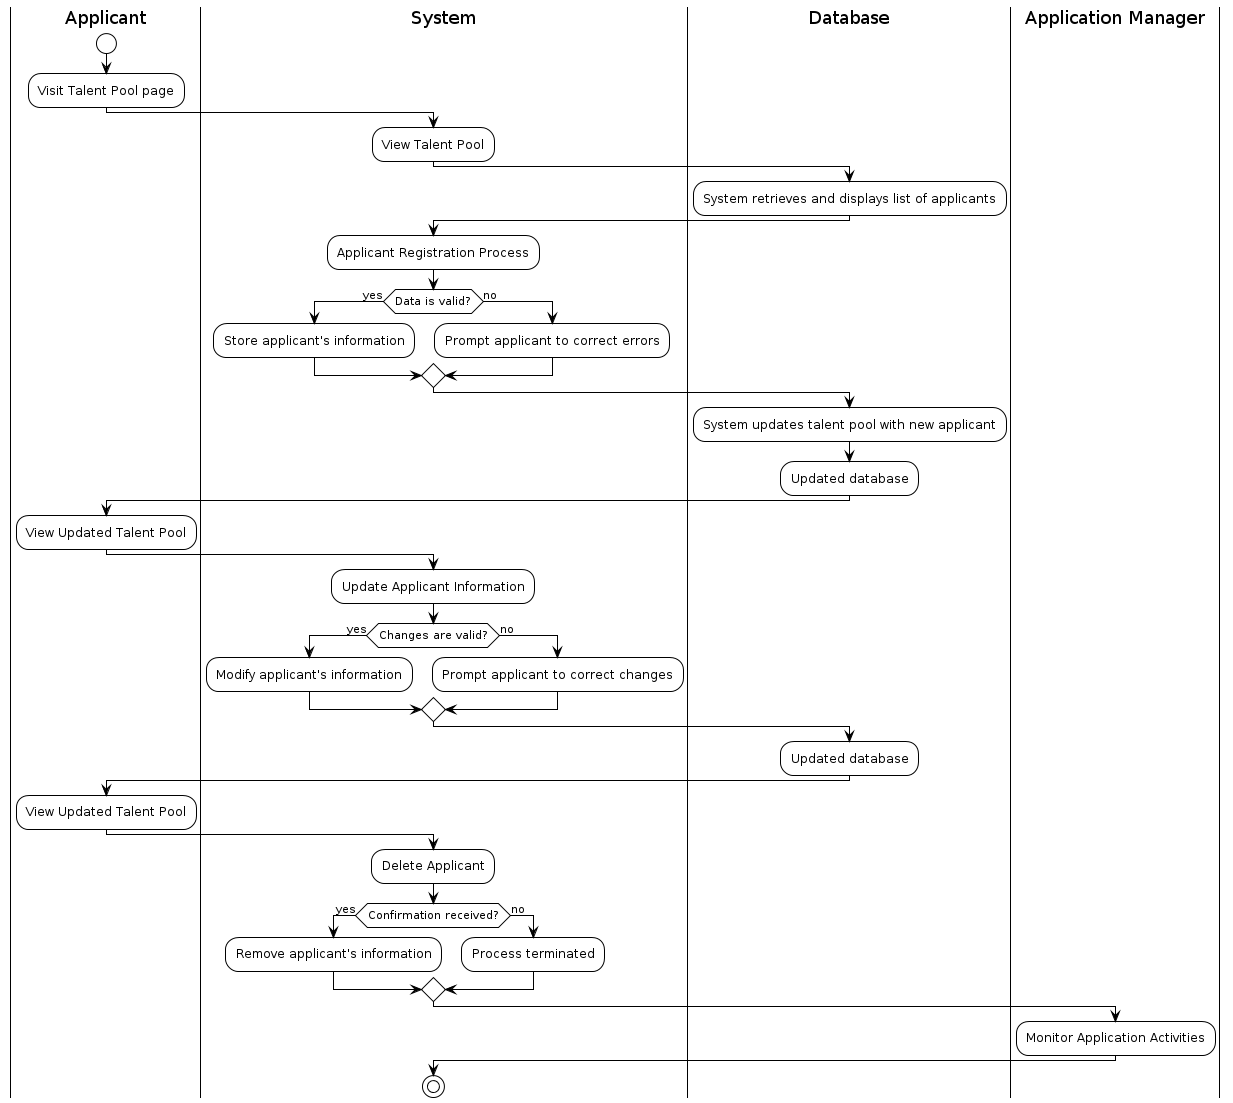 Applicant
System
Database
Application Manager
Visit Talent Pool page
View Talent Pool
System retrieves and displays list of applicants
Applicant Registration Process
yes
Data is valid?
no
Store applicant's information
Prompt applicant to correct errors
System updates talent pool with new applicant
Updated database
View Updated Talent Pool
Update Applicant Information
yes
Changes are valid?
no
Modify applicant's information
Prompt applicant to correct changes
Updated database
View Updated Talent Pool
Delete Applicant
yes
Confirmation received?
no
Remove applicant's information
Process terminated
Monitor Application Activities